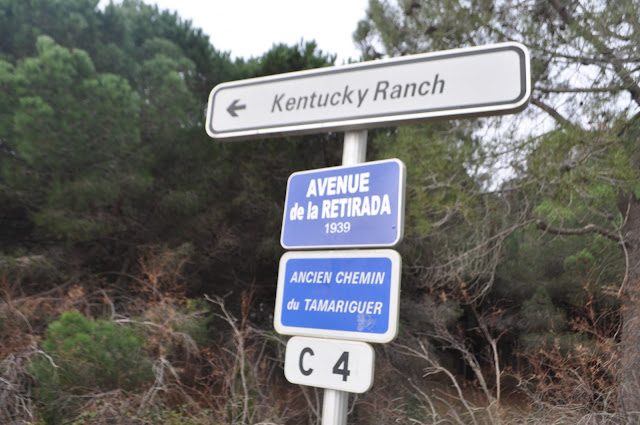 Kentucky Ranch
AVENUE
de la RETIRADA
1939
ANCIEN CHEMIN
du TAMARIGUER
C 4